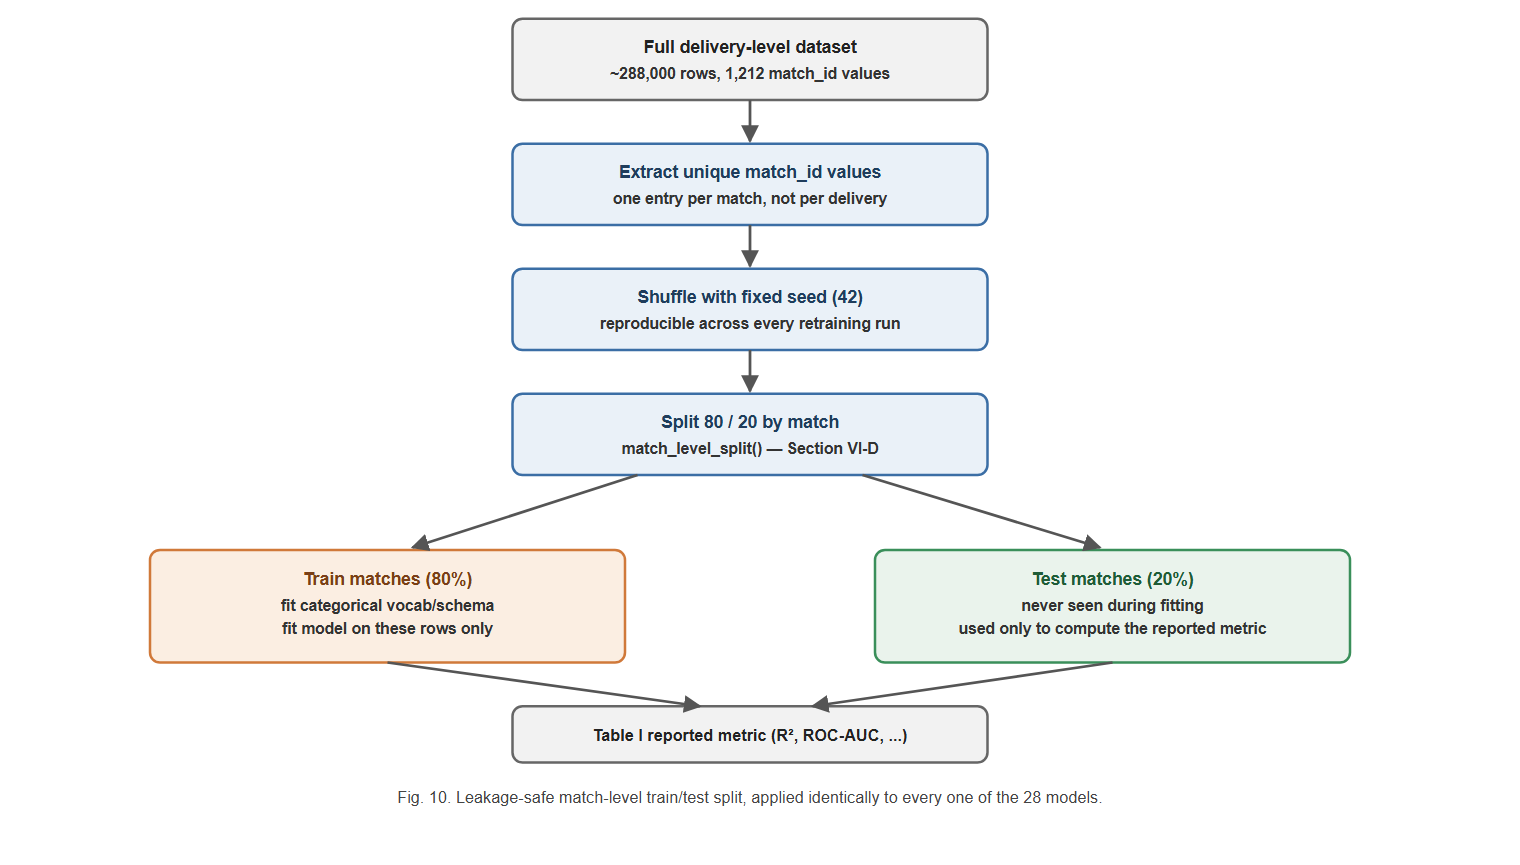 Full delivery-level dataset
~288,000 rows, 1,212 match_id values
Extract unique match_id values
one entry per match, not per delivery
Shuffle with fixed seed (42)
reproducible across every retraining run
Split 80 / 20 by match
match_level_split() — Section VI-D
Train matches (80%)
fit categorical vocab/schema
fit model on these rows only
Test matches (20%)
never seen during fitting
used only to compute the reported metric
Table I reported metric (R², ROC-AUC, ...)
Fig. 10. Leakage-safe match-level train/test split, applied identically to every one of the 28 models.